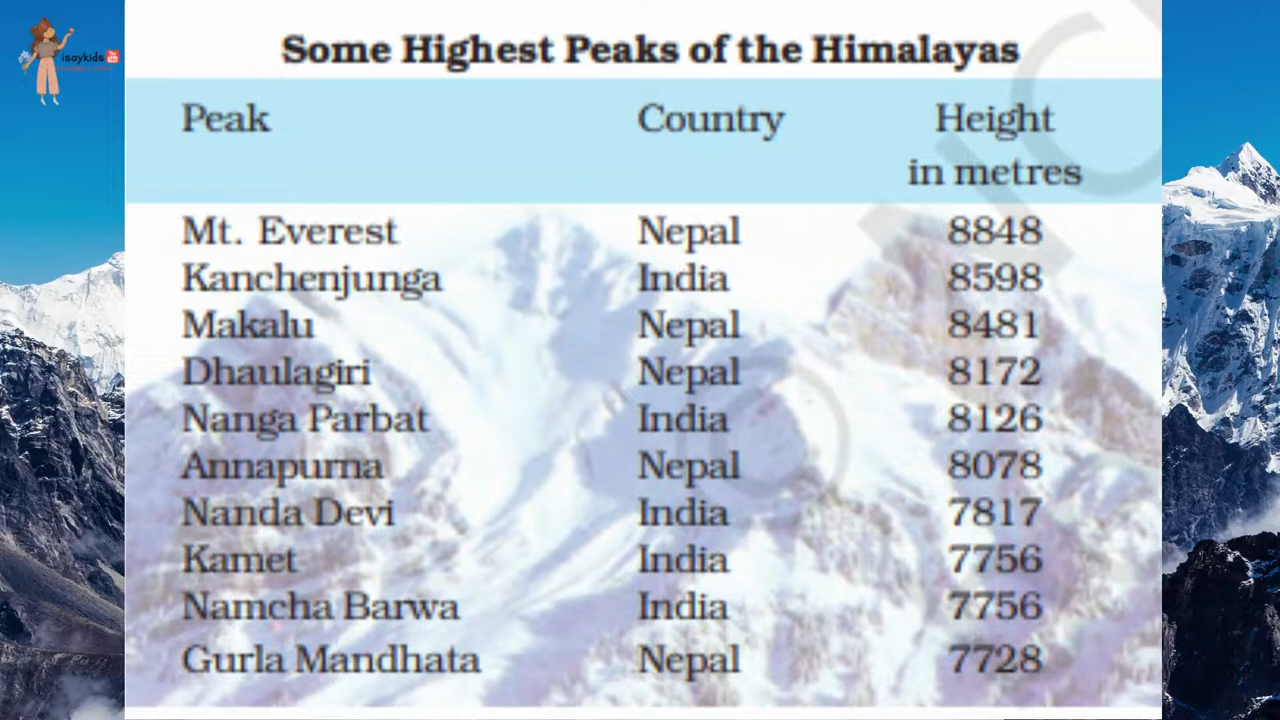 isaykids
Some Highest Peaks of the Himalayas
Peak Country Height
in metres
Mt. Everest Nepal 8848
Kanchenjunga India 8598
Makalu Nepal 8481
Dhaulagiri Nepal 8172
Nanga Parbat India 8126
Annapurna Nepal 8078
Nanda Devi India 7817
Kamet India 7756
Namcha Barwa India 7756
Gurla Mandhata Nepal 7728